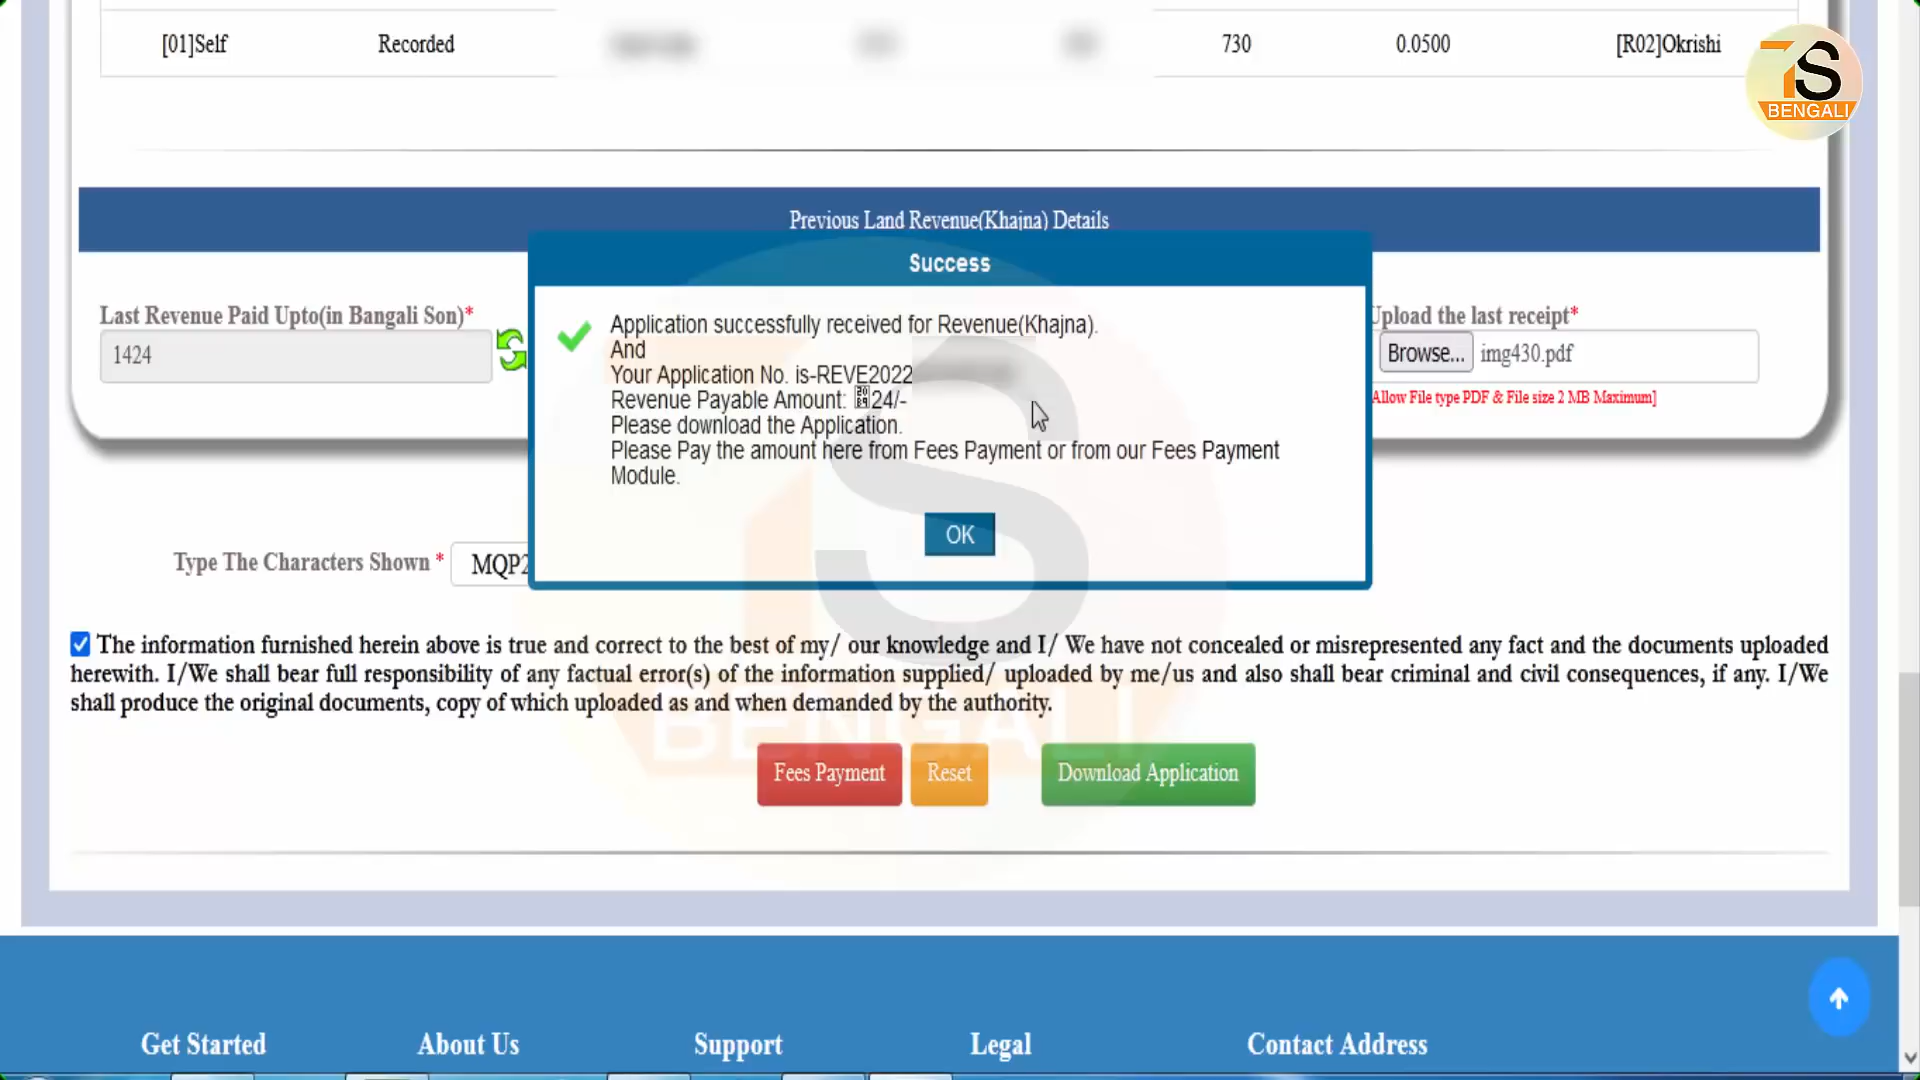 [01]Self Recorded 730 0.0500 [R02]Okrishi
7S
BENGALI
Previous Land Revenue(Khajna) Details
Success
Last Revenue Paid Upto(in Bangali Son)*
1424
Application successfully received for Revenue(Khajna).
And
Your Application No. is-REVE2022
Revenue Payable Amount: 24/-
Please download the Application.
Please Pay the amount here from Fees Payment or from our Fees Payment
Module.
OK
Upload the last receipt*
Browse... img430.pdf
Allow File type PDF & File size 2 MB Maximum]
Type The Characters Shown * MQP2
The information furnished herein above is true and correct to the best of my/ our knowledge and I/ We have not concealed or misrepresented any fact and the documents uploaded
herewith. I/We shall bear full responsibility of any factual error(s) of the information supplied/ uploaded by me/us and also shall bear criminal and civil consequences, if any. I/We
shall produce the original documents, copy of which uploaded as and when demanded by the authority.
BENGALI
Fees Payment Reset Download Application
Get Started About Us Support Legal Contact Address